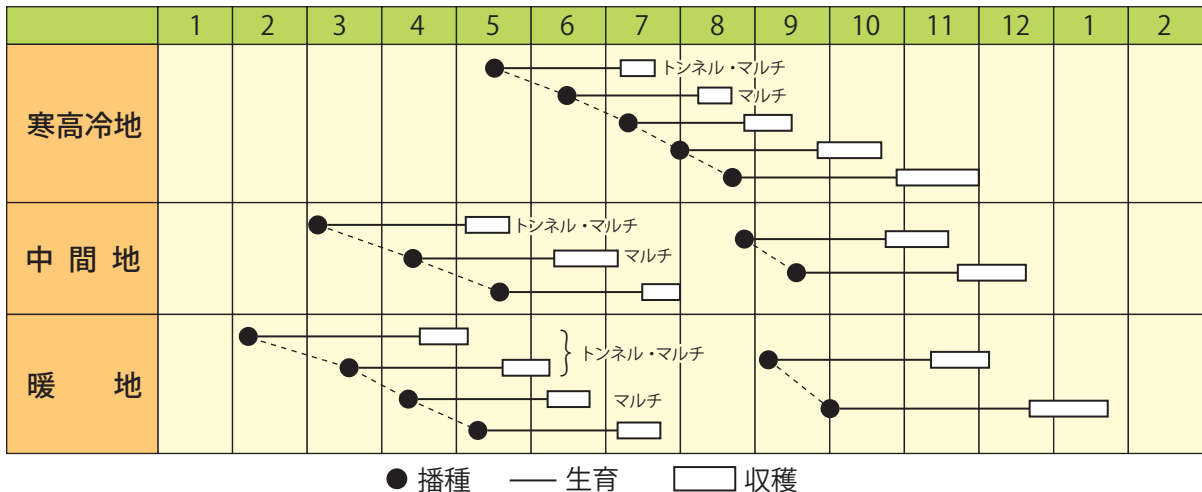 1 2 3 4 5 6 7 8 9 10 11 12 1 2
寒高冷地
トンネル・マルチ
マルチ
中間地
トンネル・マルチ
マルチ
暖地
トンネル・マルチ
マルチ
播種 生育 収穫